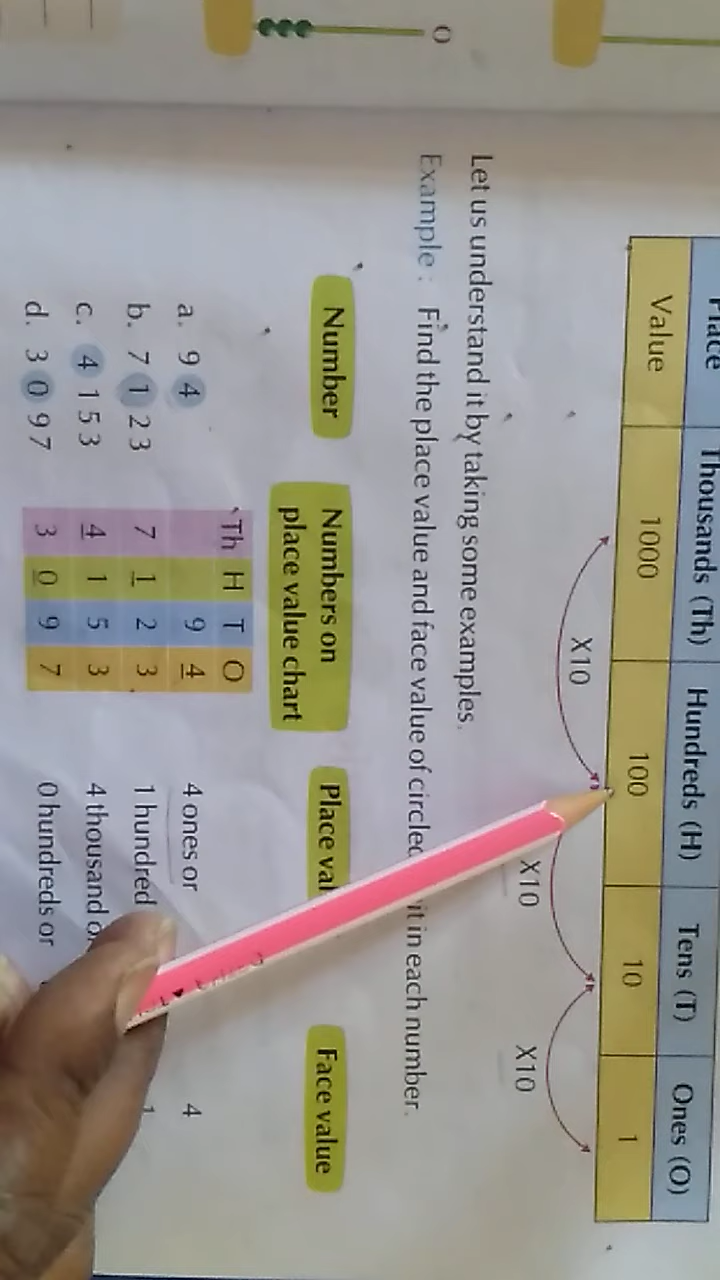 O
Place Thousands (Th) Hundreds (H) Tens (T) Ones (O)
Value 1000 100 10 1
X10 X10 X10
Let us understand it by taking some examples.
Example : Find the place value and face value of circled it in each number.
Number Numbers on place value chart Place val Face value
Th H T O
a. 9 4 9 4 4 ones or 4
b. 7 1 2 3 7 1 2 3 1 hundred 1
c. 4 1 5 3 4 1 5 3 4 thousand o
d. 3 0 9 7 3 0 9 7 0 hundreds or